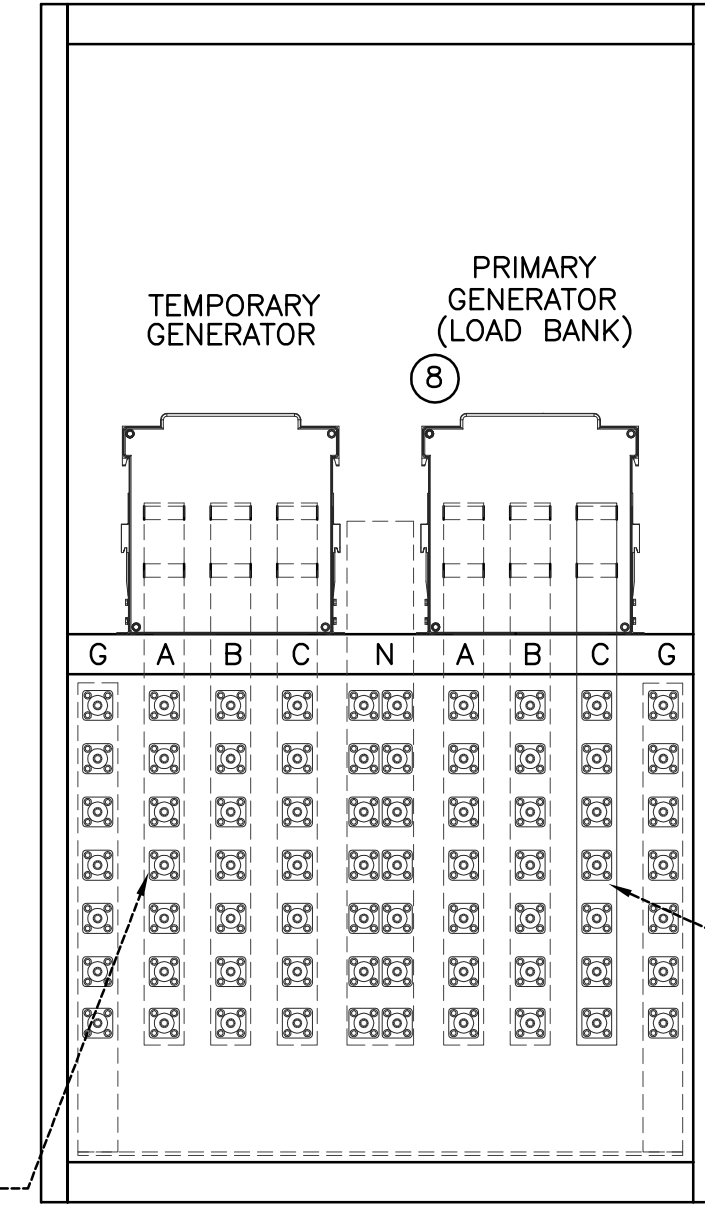 TEMPORARY
GENERATOR
PRIMARY
GENERATOR
(LOAD BANK)
8
G A B C N A B C G